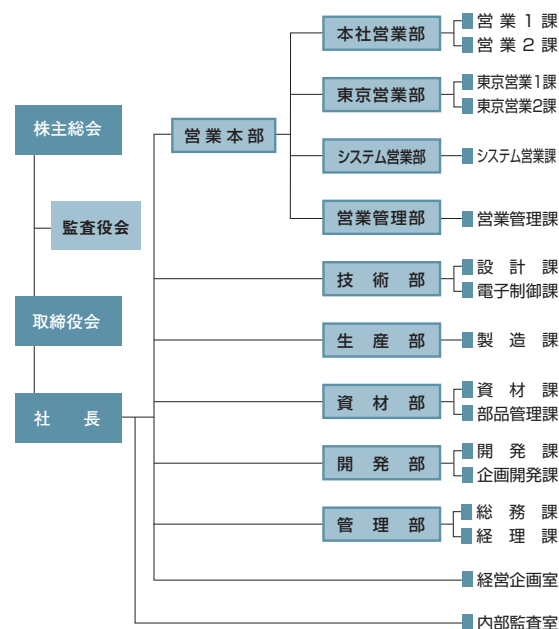 株主総会
監査役会
取締役会
社長
営業本部
本社営業部
営業1課
営業2課
東京営業部
東京営業1課
東京営業2課
システム営業部
システム営業課
営業管理部
営業管理課
技術部
設計課
電子制御課
生産部
製造課
資材部
資材課
部品管理課
開発部
開発課
企画開発課
管理部
総務課
経理課
経営企画室
内部監査室